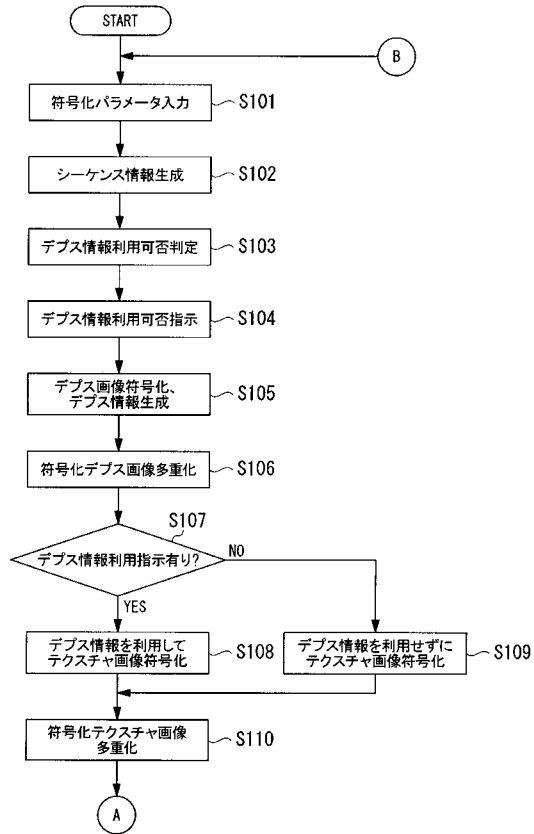 START
B
符号化パラメータ入力
S101
シーケンス情報生成
S102
デプス情報利用可否判定
S103
デプス情報利用可否指示
S104
デプス画像符号化、
デプス情報生成
S105
符号化デプス画像多重化
S106
S107
デプス情報利用指示有り?
NO
YES
デプス情報を利用して
テクスチャ画像符号化
S108
デプス情報を利用せずに
テクスチャ画像符号化
S109
符号化テクスチャ画像
多重化
S110
A